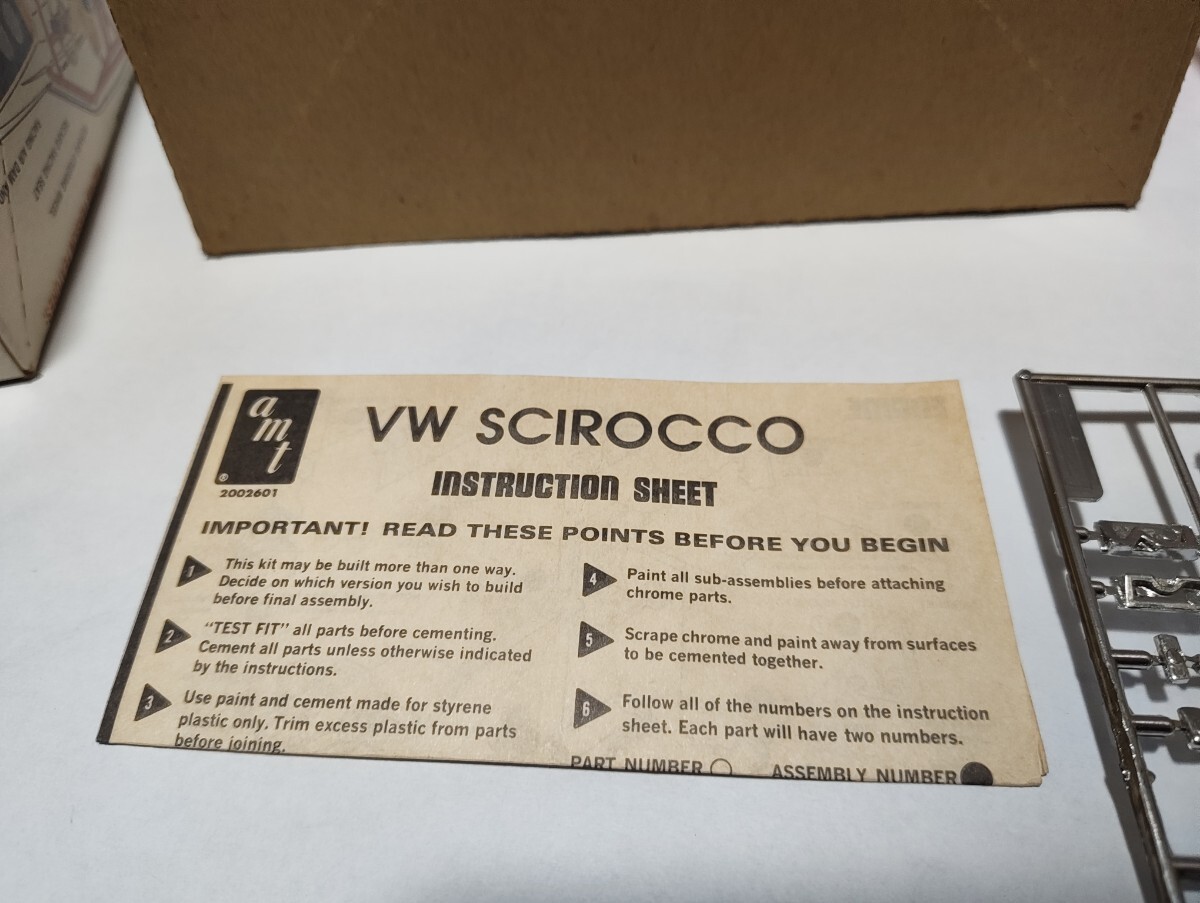 amt
®
2002601
VW SCIROCCO
INSTRUCTION SHEET
IMPORTANT! READ THESE POINTS BEFORE YOU BEGIN
1 This kit may be built more than one way.
Decide on which version you wish to build
before final assembly.
2 "TEST FIT" all parts before cementing.
Cement all parts unless otherwise indicated
by the instructions.
3 Use paint and cement made for styrene
plastic only. Trim excess plastic from parts
before joining.
4 Paint all sub-assemblies before attaching
chrome parts.
5 Scrape chrome and paint away from surfaces
to be cemented together.
6 Follow all of the numbers on the instruction
sheet. Each part will have two numbers.
PART NUMBER ASSEMBLY NUMBER